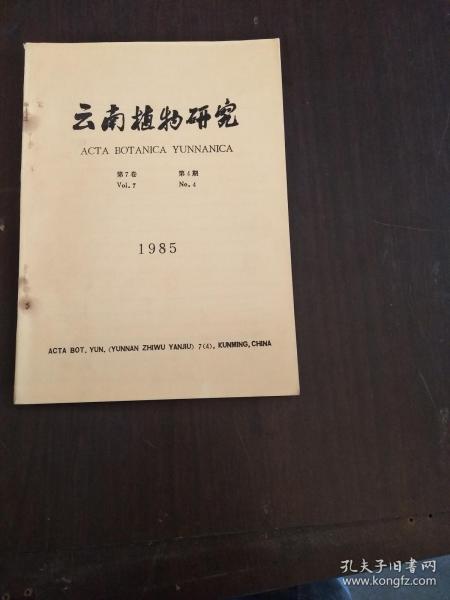 云南植物研究
ACTA BOTANICA YUNNANICA
第7卷 第4期
Vol.7 No.4
1985
ACTA BOT. YUN. (YUNNAN ZHIWU YANJIU) 7(4), KUNMING, CHINA
孔夫子旧书网
www.kongfz.com